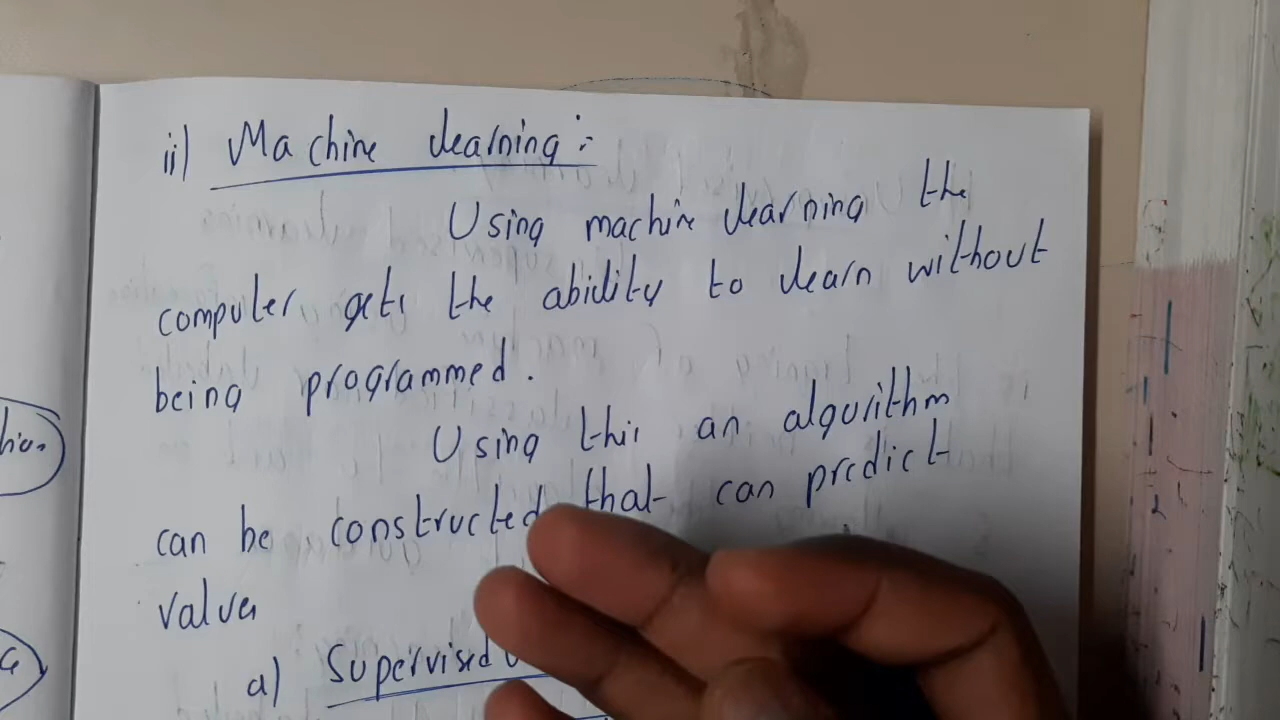 ii) Machine learning :-
Using machine learning the
computer gets the ability to learn without
being programmed.
Using this an algorithm
can be constructed that can predict
values
a) Supervised